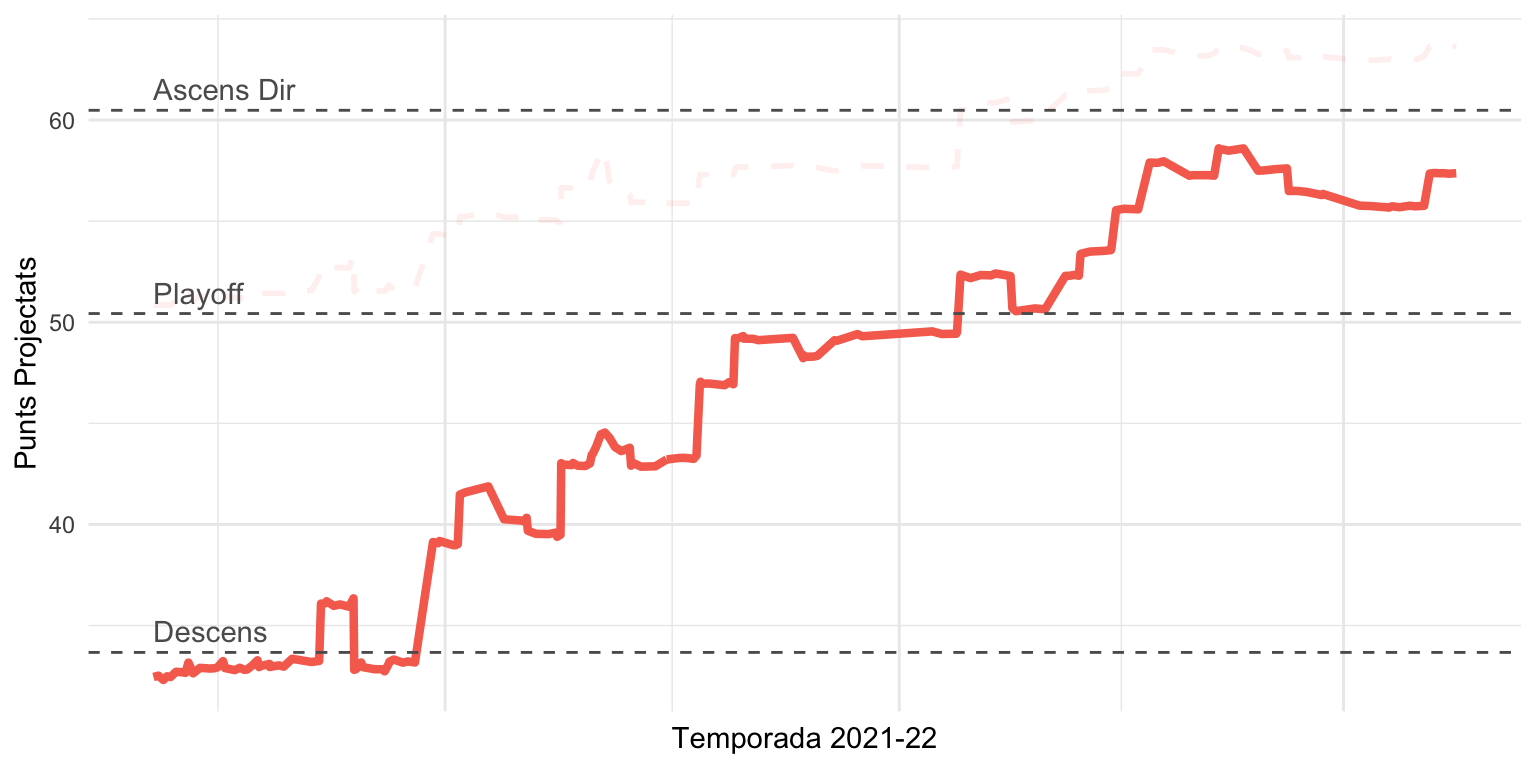 Ascens Dir
60
Playoff
50
Punts Projectats
40
Descens
Temporada 2021-22